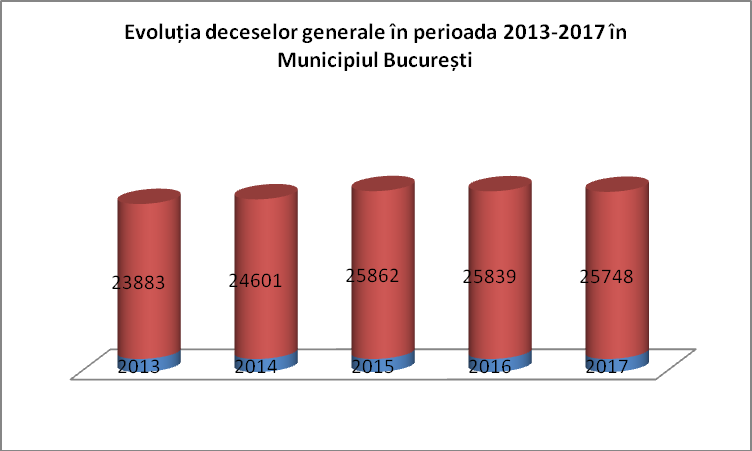 Evoluția deceselor generale în perioada 2013-2017 în
Municipiul București
23883 24601 25862 25839 25748
2013 2014 2015 2016 2017